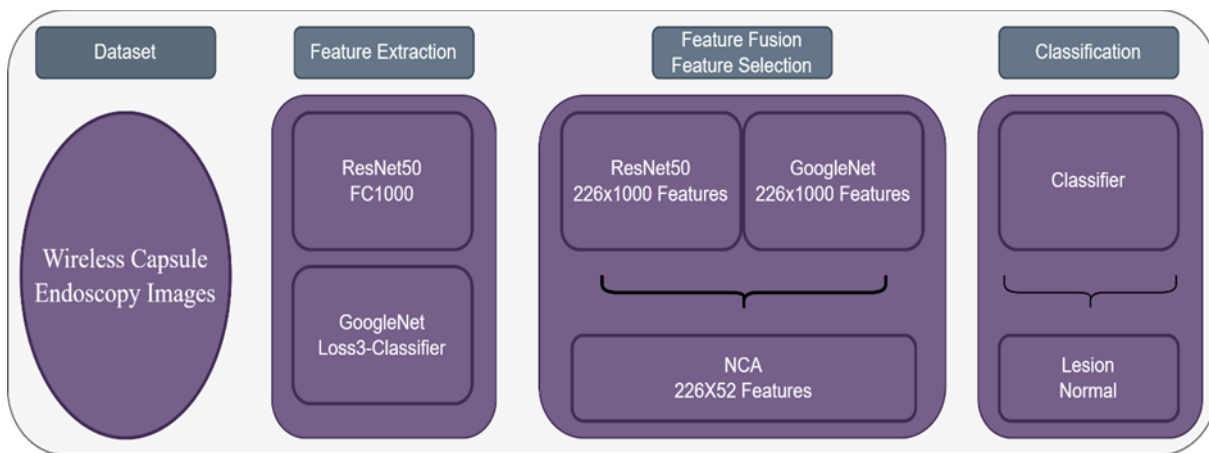 Dataset
Feature Extraction
Feature Fusion
Feature Selection
Classification
Wireless Capsule
Endoscopy Images
ResNet50
FC1000
GoogleNet
Loss3-Classifier
ResNet50
226x1000 Features
GoogleNet
226x1000 Features
NCA
226X52 Features
Classifier
Lesion
Normal